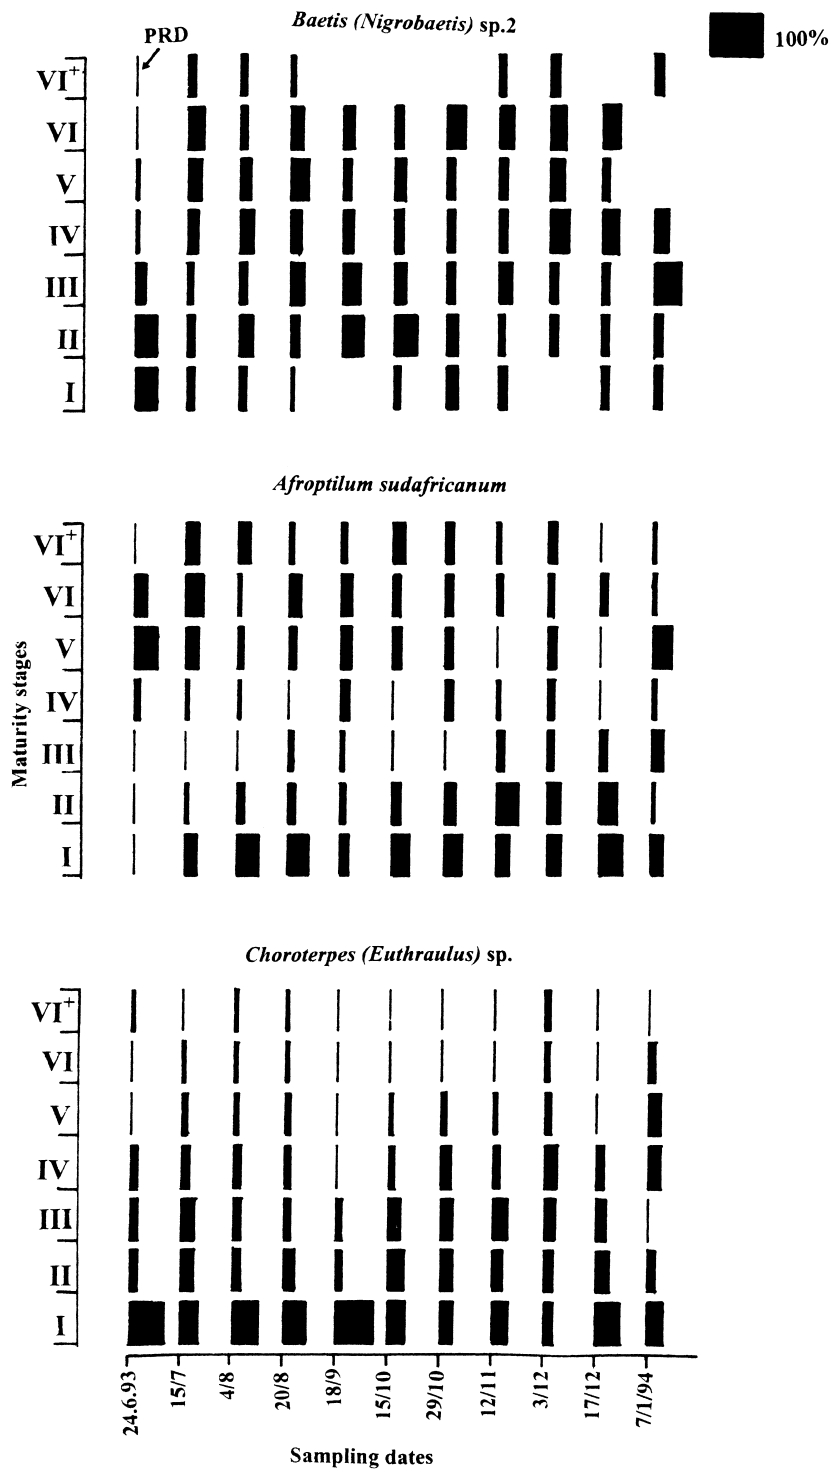 Baetis (Nigrobaetis) sp.2
100%
PRD
VI+
VI
V
IV
III
II
I
Afroptilum sudafricanum
VI+
VI
V
IV
III
II
I
Maturity stages
Choroterpes (Euthraulus) sp.
VI+
VI
V
IV
III
II
I
24.6.93 15/7 4/8 20/8 18/9 15/10 29/10 12/11 3/12 17/12 7/1/94
Sampling dates